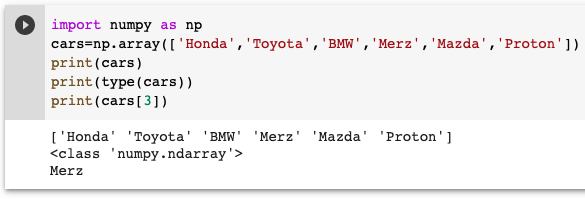 import numpy as np
cars=np.array(['Honda','Toyota','BMW','Merz','Mazda','Proton'])
print(cars)
print(type(cars))
print(cars[3])
['Honda' 'Toyota' 'BMW' 'Merz' 'Mazda' 'Proton']
<class 'numpy.ndarray'>
Merz